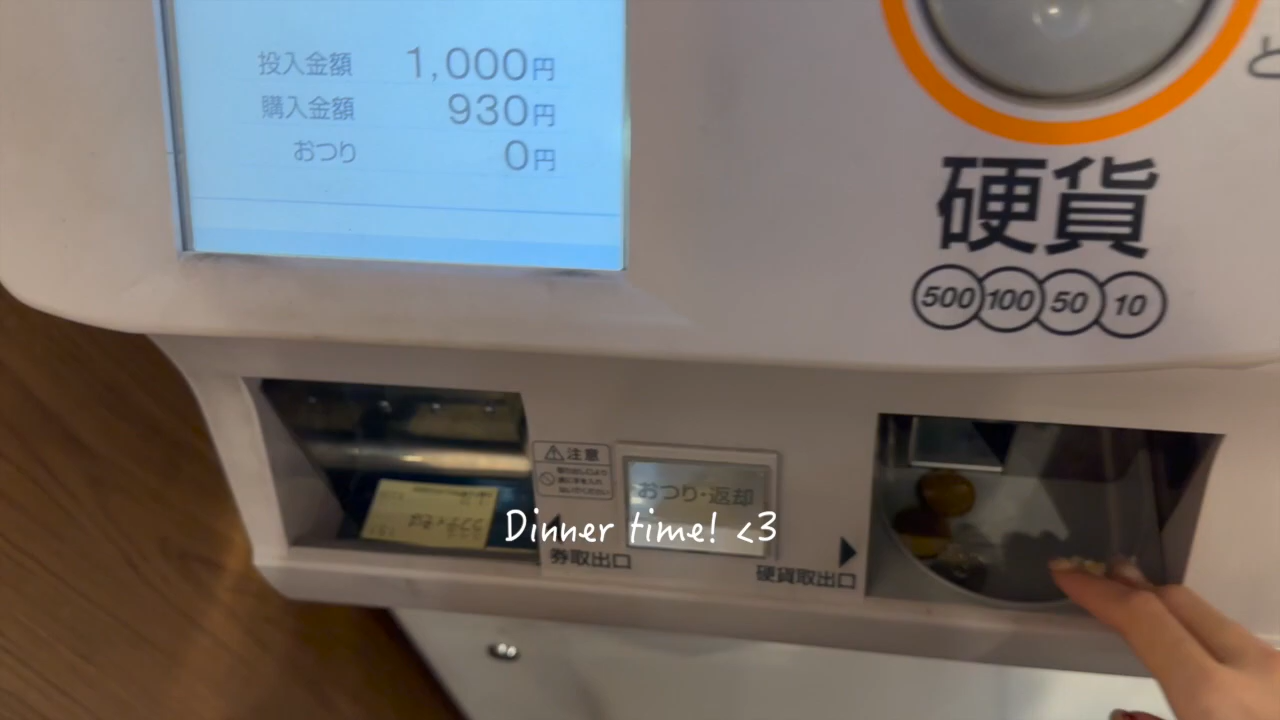 投入金額 1,000円
購入金額 930円
おつり 0円
と
硬貨
500 100 50 10
注意
おつり・返却
Dinner time! <3
券取出口
硬貨取出口